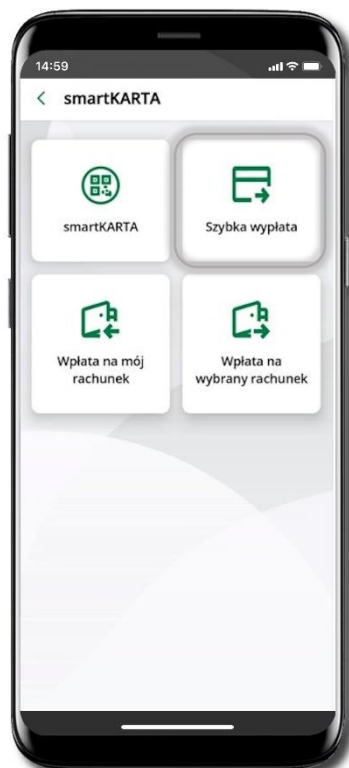 14:59
smartKARTA
smartKARTA
Szybka wypłata
Wpłata na mój
rachunek
Wpłata na
wybrany rachunek